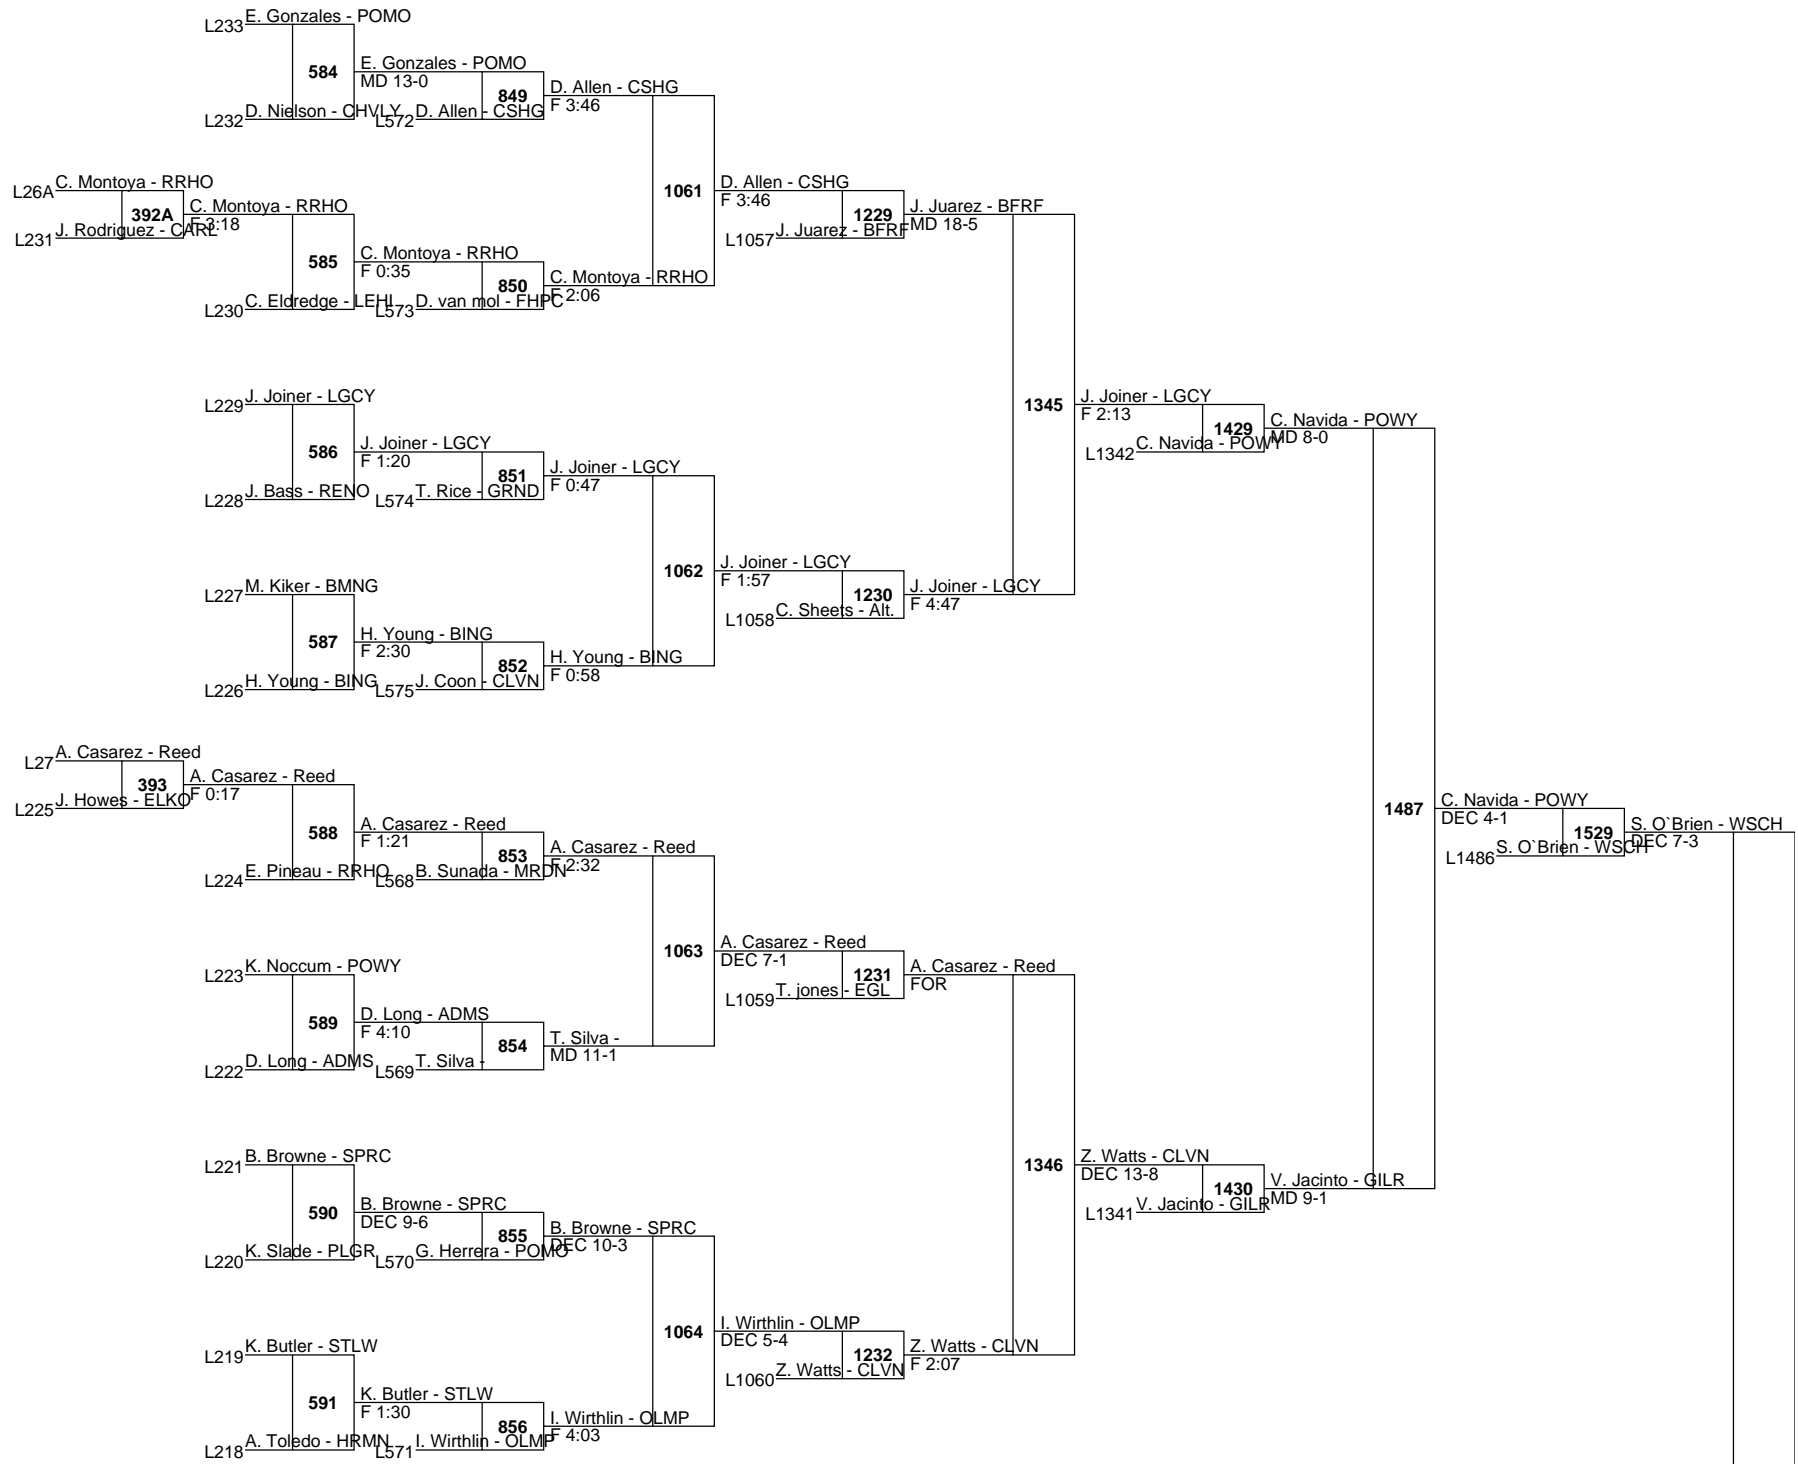 L233 E. Gonzales - POMO
584
E. Gonzales - POMO
MD 13-0
849
D. Allen - CSHG
F 3:46
L232 D. Nielson - CHVLY
L572 D. Allen - CSHG
L26A C. Montoya - RRHO
392A
C. Montoya - RRHO
F 3:18
L231 J. Rodriguez - CARL
1061
D. Allen - CSHG
F 3:46
1229
J. Juarez - BFRF
MD 18-5
L1057 J. Juarez - BFRF
585
C. Montoya - RRHO
F 0:35
850
C. Montoya - RRHO
F 2:06
L230 C. Eldredge - LEHI
L573 D. van mol - FHPC
L229 J. Joiner - LGCY
1345
J. Joiner - LGCY
F 2:13
1429
C. Navida - POWY
MD 8-0
L1342 C. Navida - POWY
586
J. Joiner - LGCY
F 1:20
851
J. Joiner - LGCY
F 0:47
L228 J. Bass - RENO
L574 T. Rice - GRND
1062
J. Joiner - LGCY
F 1:57
1230
J. Joiner - LGCY
F 4:47
L1058 C. Sheets - Alt.
L227 M. Kiker - BMNG
587
H. Young - BING
F 2:30
852
H. Young - BING
F 0:58
L226 H. Young - BING
L575 J. Coon - CLVN
L27 A. Casarez - Reed
393
A. Casarez - Reed
F 0:17
L225 J. Howes - ELKO
1487
C. Navida - POWY
DEC 4-1
1529
S. O`Brien - WSCH
DEC 7-3
L1486 S. O`Brien - WSCH
588
A. Casarez - Reed
F 1:21
853
A. Casarez - Reed
F 2:32
L224 E. Pineau - RRHO
L568 B. Sunada - MRDN
1063
A. Casarez - Reed
DEC 7-1
1231
A. Casarez - Reed
FOR
L1059 T. jones - EGL
L223 K. Noccum - POWY
589
D. Long - ADMS
F 4:10
854
T. Silva -
MD 11-1
L222 D. Long - ADMS
L569 T. Silva -
L221 B. Browne - SPRC
1346
Z. Watts - CLVN
DEC 13-8
1430
V. Jacinto - GILR
MD 9-1
L1341 V. Jacinto - GILR
590
B. Browne - SPRC
DEC 9-6
855
B. Browne - SPRC
DEC 10-3
L220 K. Slade - PLGR
L570 G. Herrera - POMO
1064
I. Wirthlin - OLMP
DEC 5-4
1232
Z. Watts - CLVN
F 2:07
L1060 Z. Watts - CLVN
L219 K. Butler - STLW
591
K. Butler - STLW
F 1:30
856
I. Wirthlin - OLMP
F 4:03
L218 A. Toledo - HRMN
L571 I. Wirthlin - OLMP